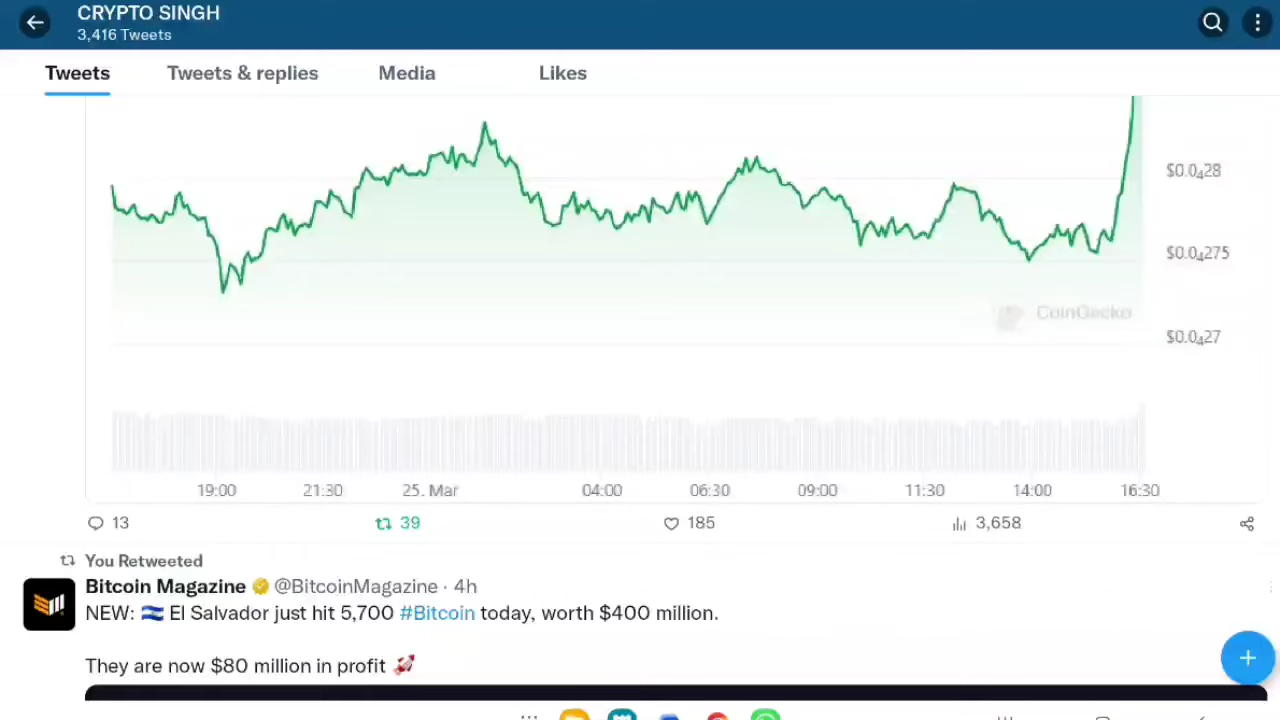 CRYPTO SINGH
3,416 Tweets
Tweets Tweets & replies Media Likes
$0.0₄28
$0.0₄275
CoinGecko
$0.0₄27
19:00 21:30 25. Mar 04:00 06:30 09:00 11:30 14:00 16:30
13 39 185 3,658
You Retweeted
Bitcoin Magazine @BitcoinMagazine · 4h
NEW: 🇸🇻 El Salvador just hit 5,700 #Bitcoin today, worth $400 million.
They are now $80 million in profit 🚀